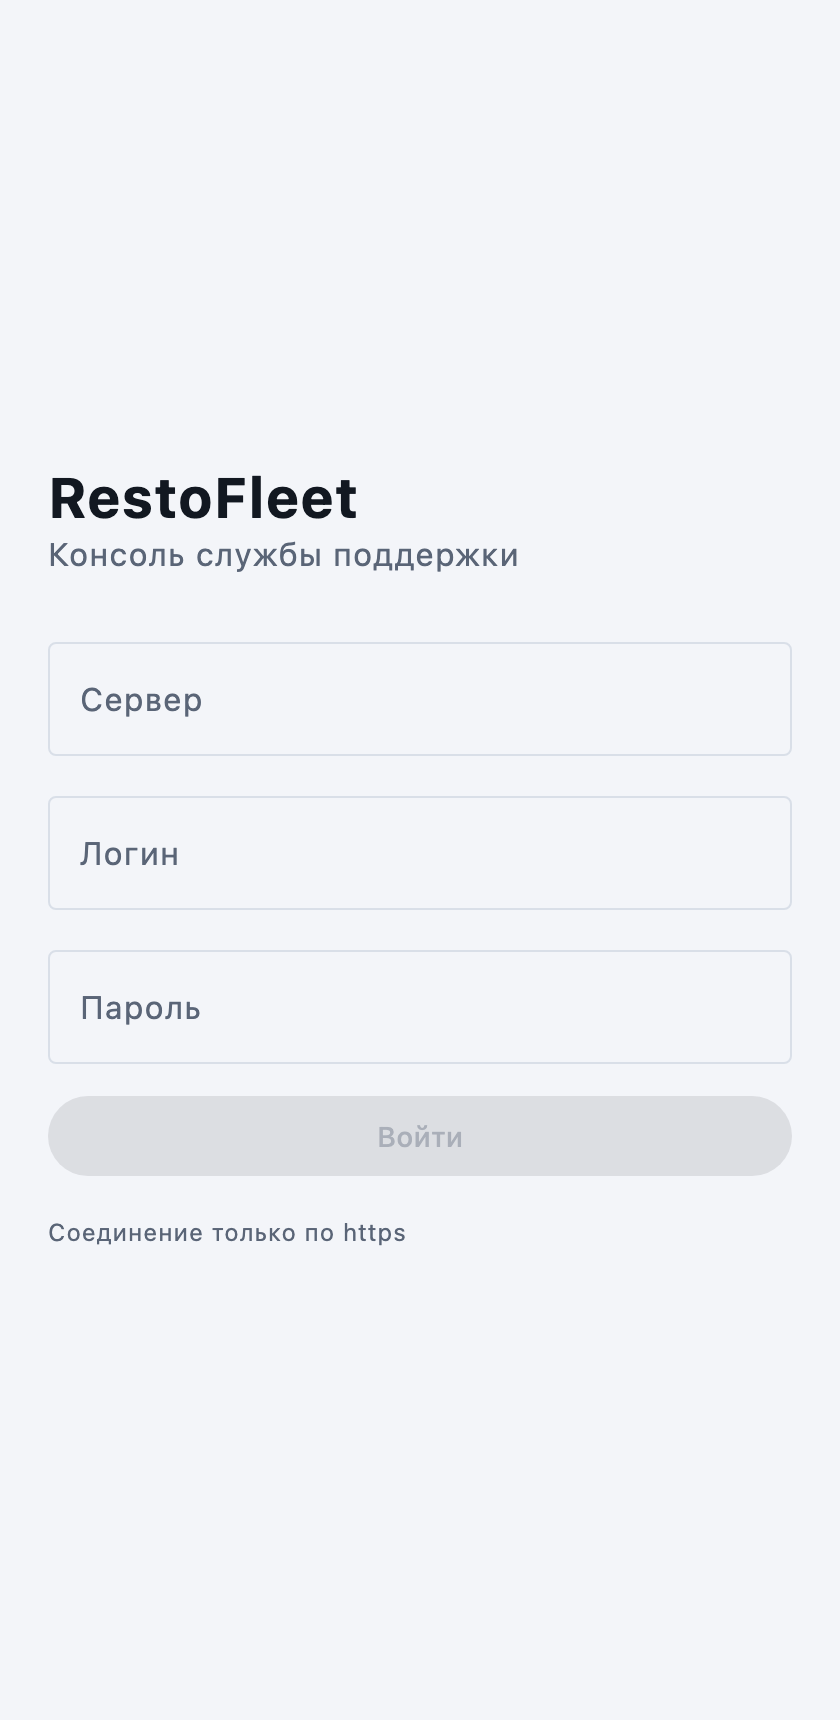 RestoFleet
Консоль службы поддержки
Сервер
Логин
Пароль
Войти
Соединение только по https